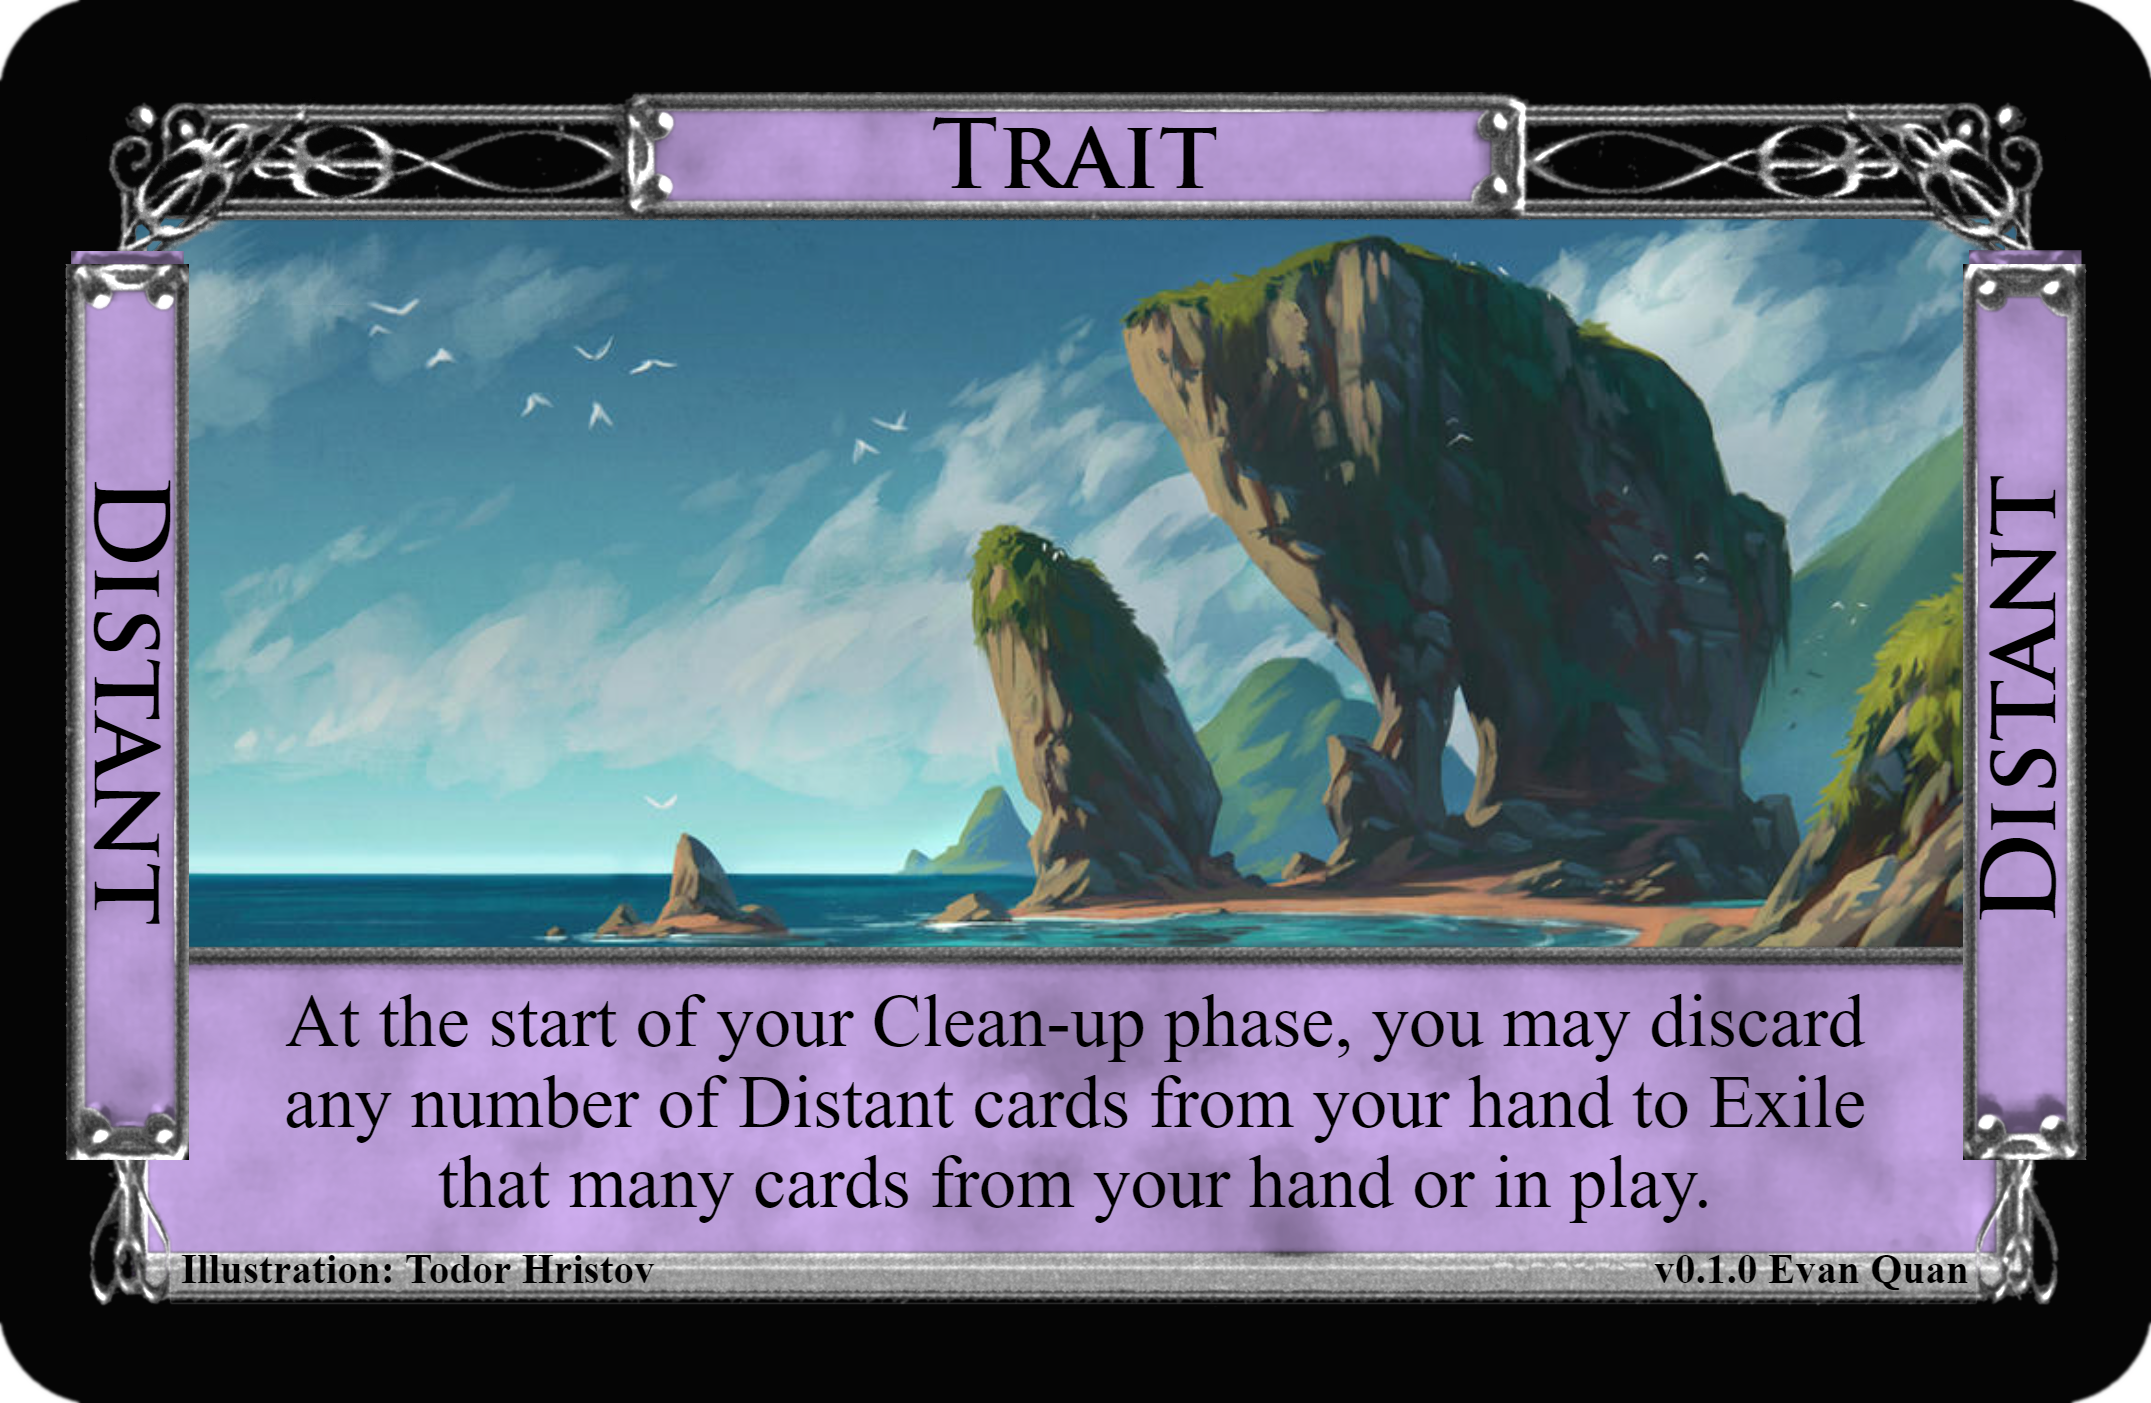 TRAIT
DISTANT
DISTANT
At the start of your Clean-up phase, you may discard
any number of Distant cards from your hand to Exile
that many cards from your hand or in play.
Illustration: Todor Hristov
v0.1.0 Evan Quan